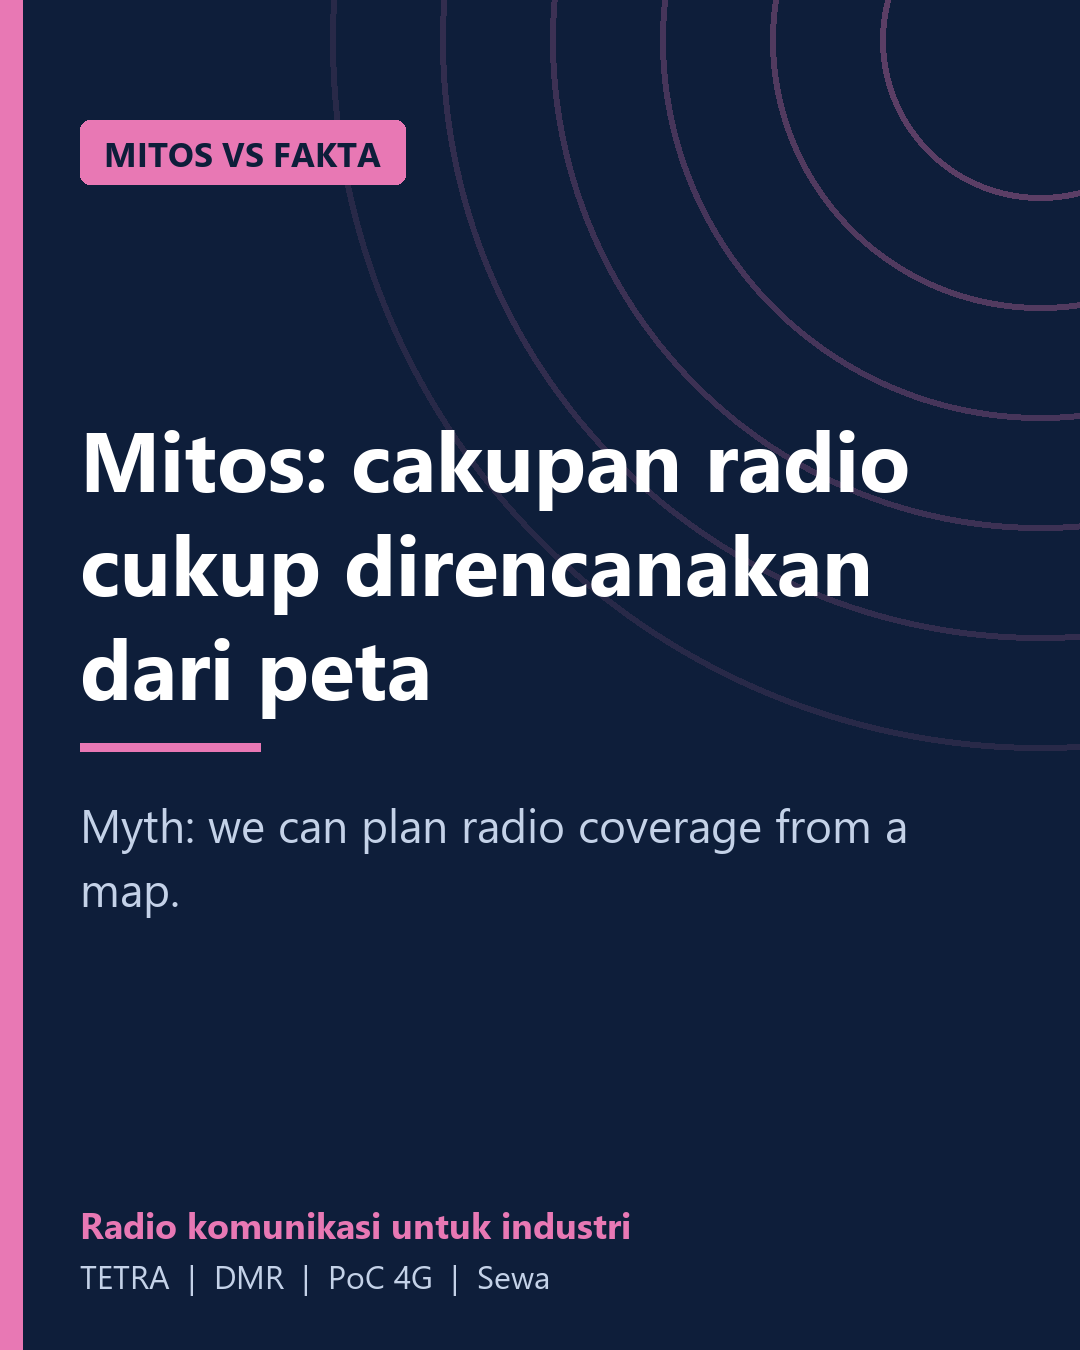 MITOS VS FAKTA
Mitos: cakupan radio
cukup direncanakan
dari peta
Myth: we can plan radio coverage from a
map.
Radio komunikasi untuk industri
TETRA | DMR | PoC 4G | Sewa